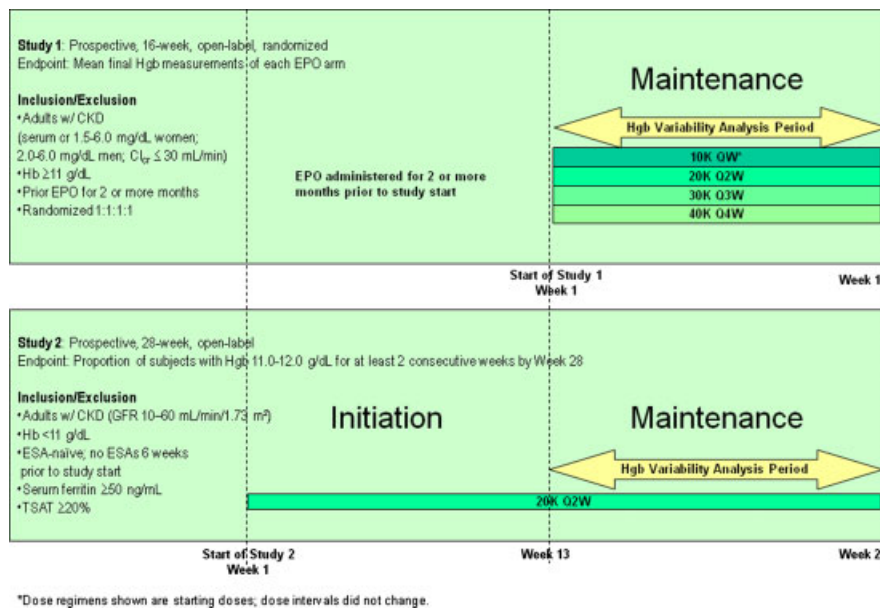 Study 1: Prospective, 16-week, open-label, randomized
Endpoint: Mean final Hgb measurements of each EPO arm
Inclusion/Exclusion
•Adults w/ CKD
(serum cr 1.5-6.0 mg/dL women;
2.0-6.0 mg/dL men; Cl_cr ≤ 30 mL/min)
•Hb ≥11 g/dL
•Prior EPO for 2 or more months
•Randomized 1:1:1:1
EPO administered for 2 or more
months prior to study start
Maintenance
Hgb Variability Analysis Period
10K QW*
20K Q2W
30K Q3W
40K Q4W
Start of Study 1
Week 1
Week 1
Study 2: Prospective, 28-week, open-label
Endpoint: Proportion of subjects with Hgb 11.0-12.0 g/dL for at least 2 consecutive weeks by Week 28
Inclusion/Exclusion
•Adults w/ CKD (GFR 10–60 mL/min/1.73 m²)
•Hb <11 g/dL
•ESA-naïve; no ESAs 6 weeks
prior to study start
•Serum ferritin ≥50 ng/mL
•TSAT ≥20%
Initiation
Maintenance
Hgb Variability Analysis Period
20K Q2W
Start of Study 2
Week 1
Week 13
Week 2
*Dose regimens shown are starting doses; dose intervals did not change.